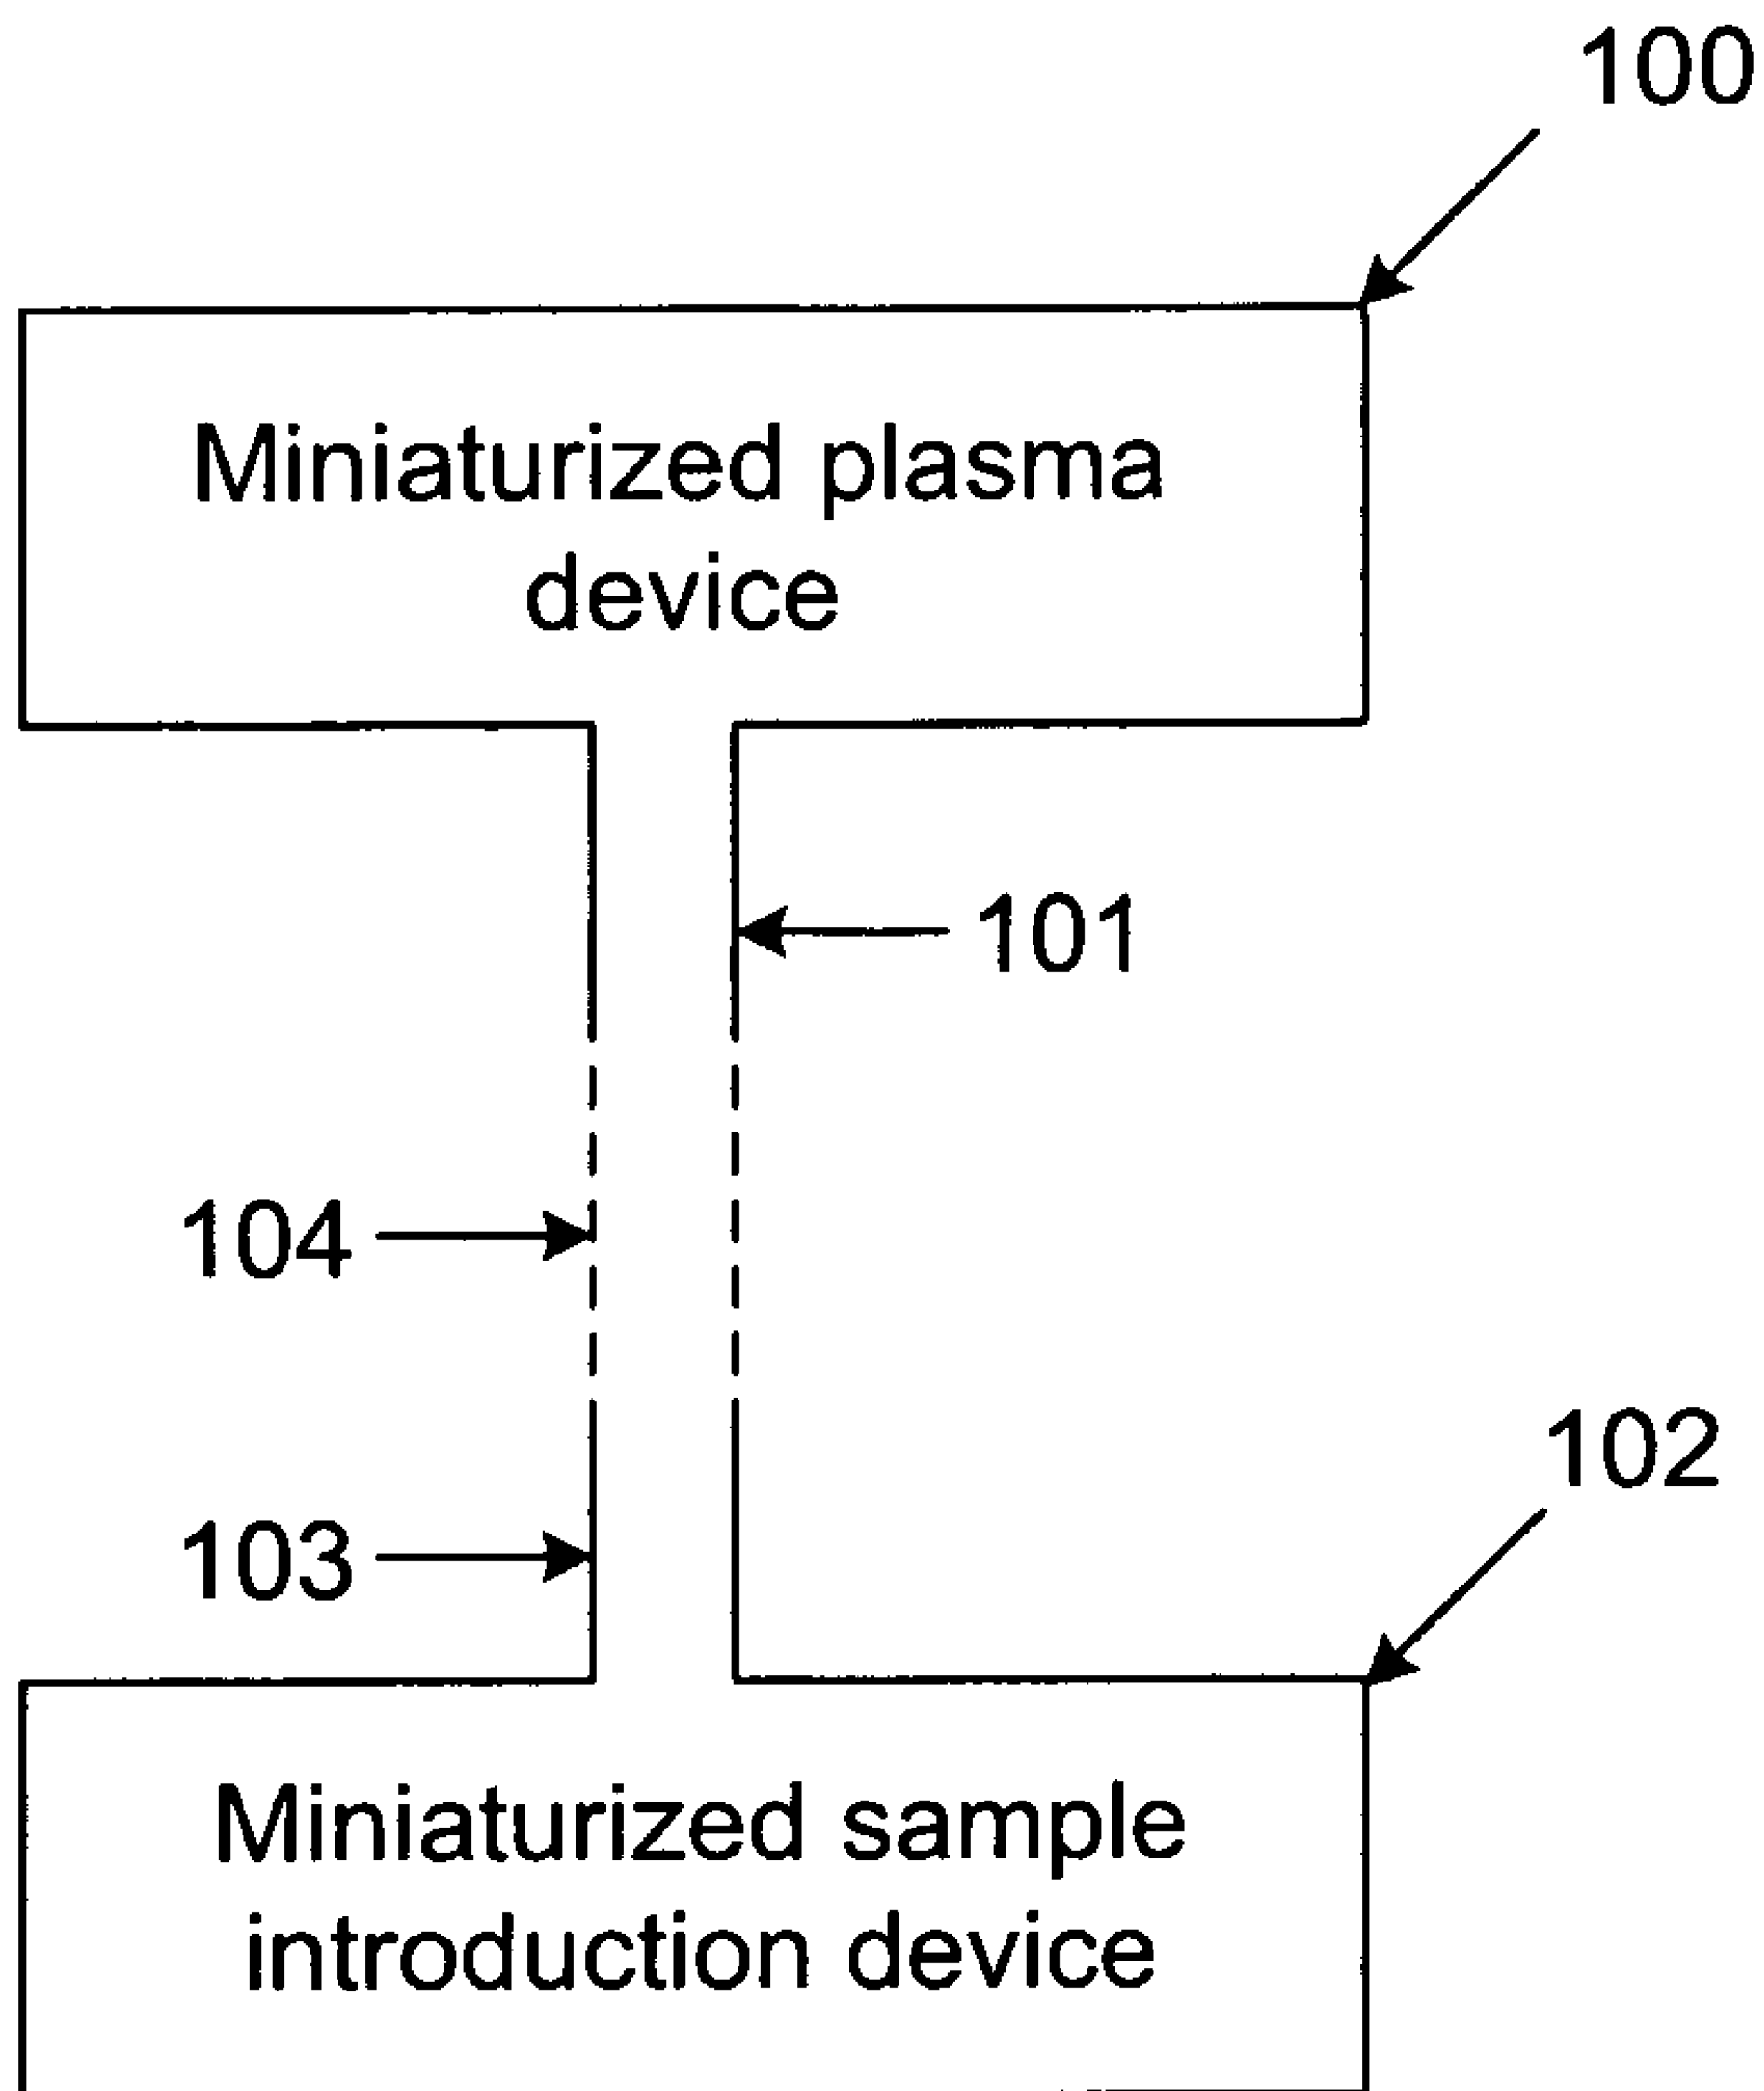 100
Miniaturized plasma
device
101
104
102
103
Miniaturized sample
introduction device